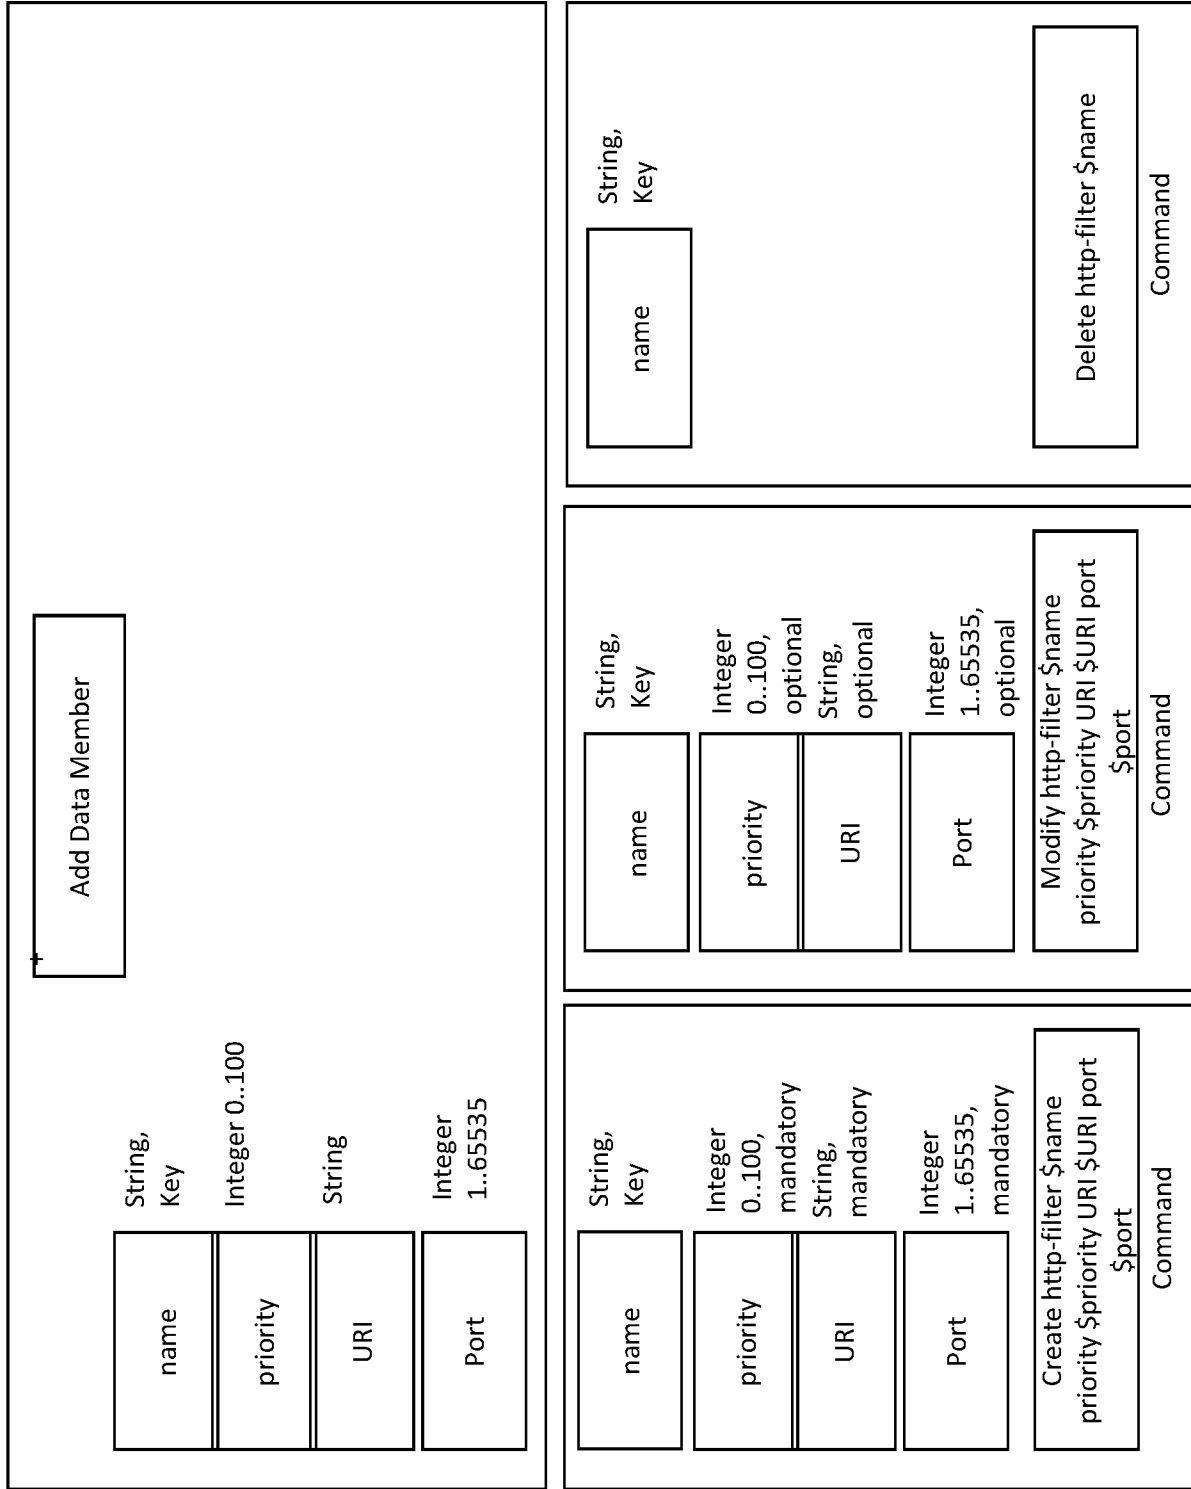 Add Data Member
name
String,
Key
priority
Integer 0..100
URI
String
Port
Integer
1..65535
name
String,
Key
priority
Integer
0..100,
mandatory
URI
String,
mandatory
Port
Integer
1..65535,
mandatory
Create http-filter $name
priority $priority URI $URI port
$port
Command
name
String,
Key
priority
Integer
0..100,
optional
URI
String,
optional
Port
Integer
1..65535,
optional
Modify http-filter $name
priority $priority URI $URI port
$port
Command
name
String,
Key
Delete http-filter $name
Command